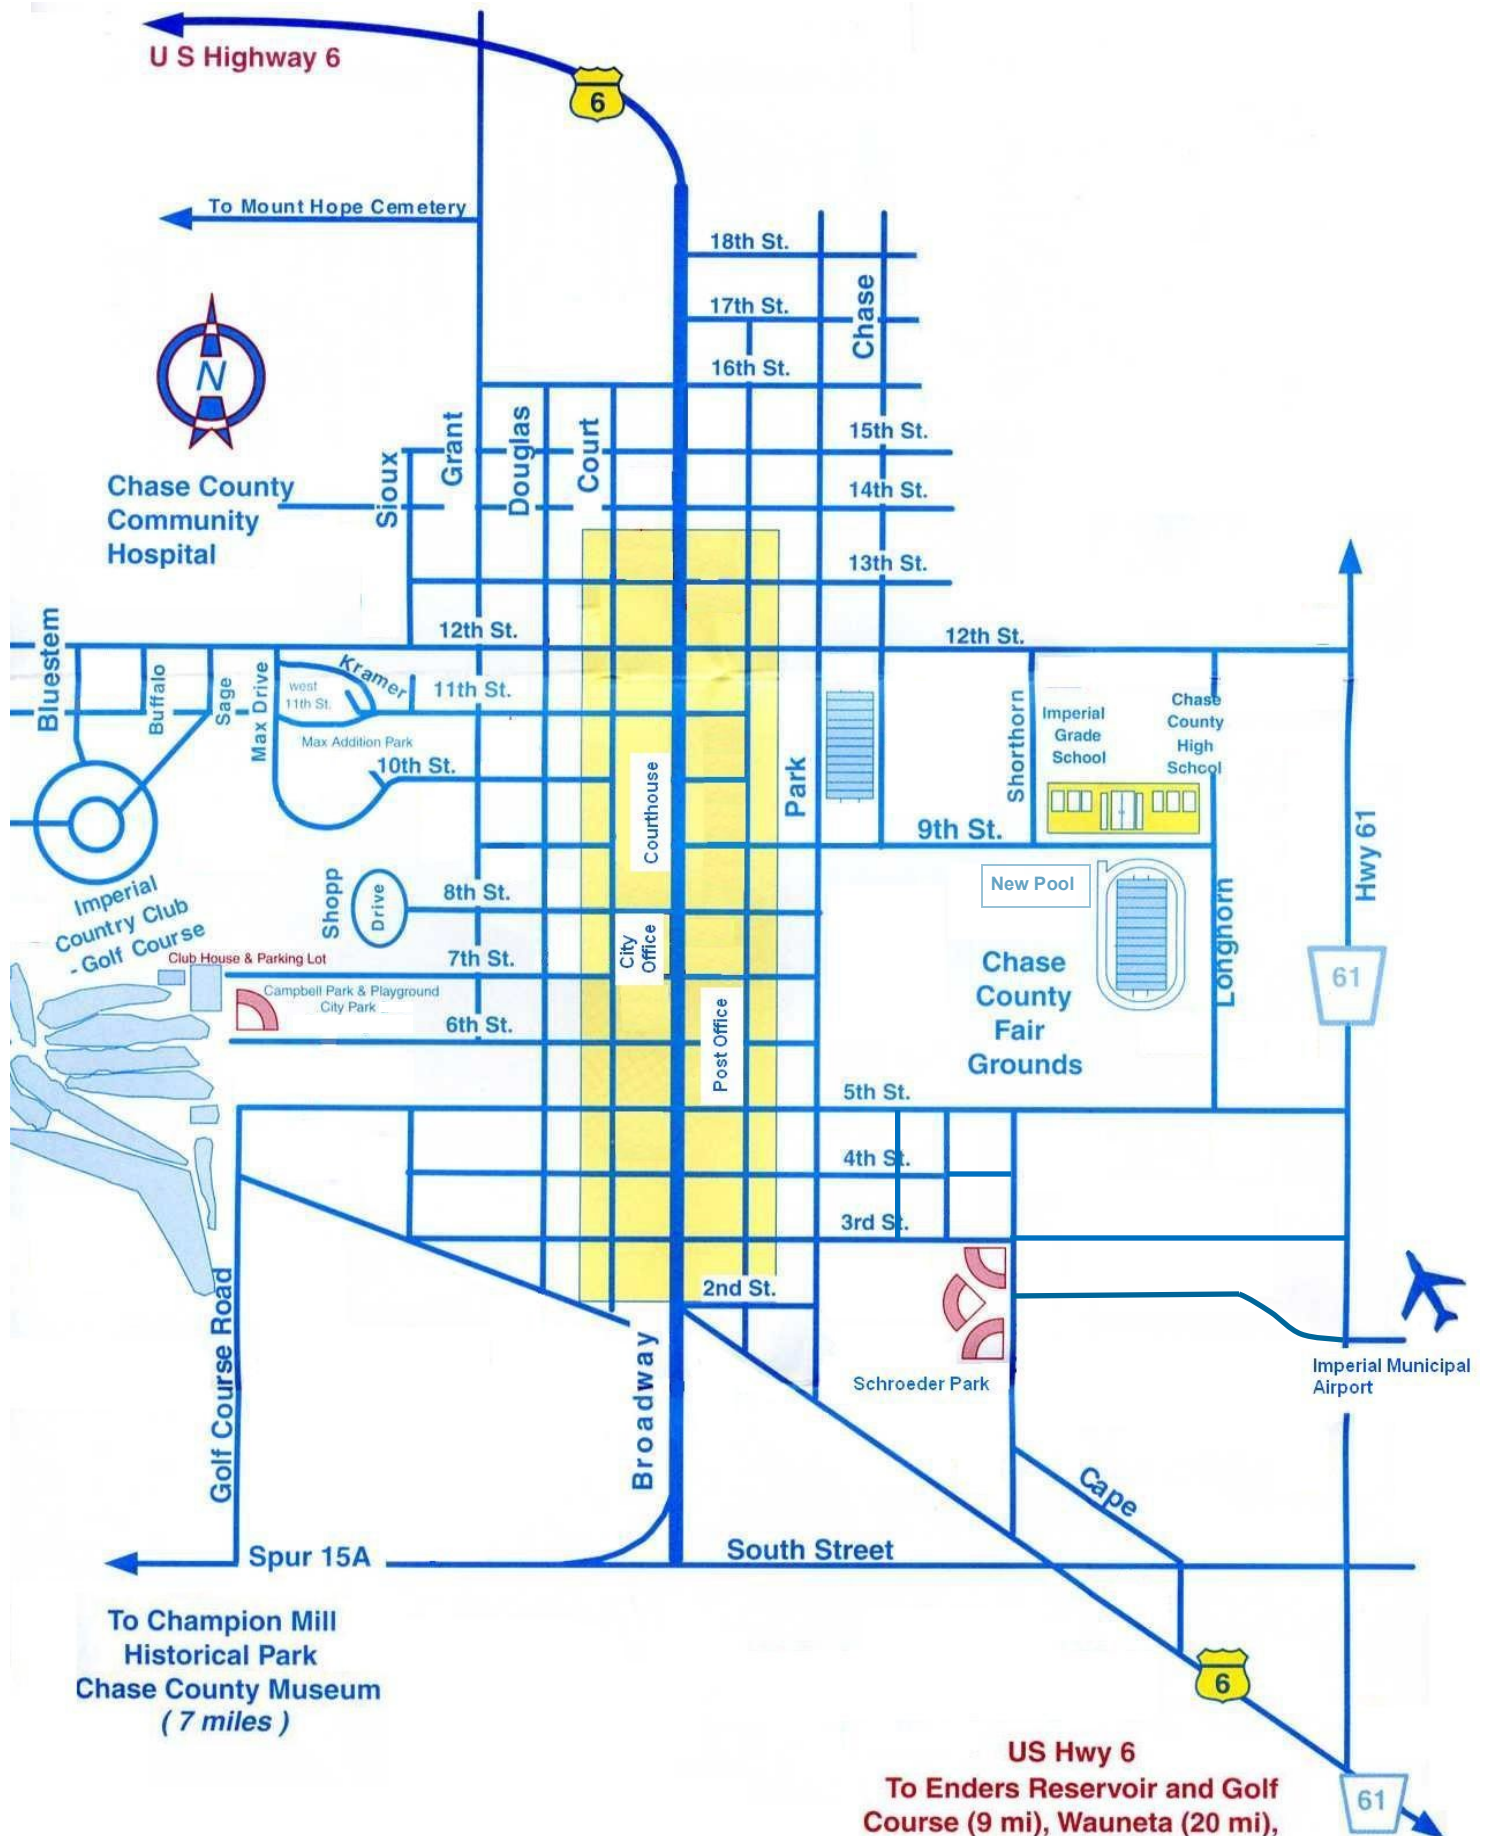 U S Highway 6
6
To Mount Hope Cemetery
18th St.
17th St.
Chase
16th St.
N
Grant
Douglas
Court
15th St.
Sioux
Chase County
Community
Hospital
14th St.
13th St.
Bluestem
12th St.
12th St.
Buffalo
Sage
Max Drive
Kramer
west
11th St.
11th St.
Max Addition Park
10th St.
Courthouse
Park
Shorthorn
Imperial
Grade
School
Chase
County
High
School
9th St.
Hwy 61
Imperial
Country Club
- Golf Course
Shopp
Drive
8th St.
New Pool
Longhorn
Club House & Parking Lot
7th St.
City
Office
Campbell Park & Playground
City Park
6th St.
Post Office
Chase
County
Fair
Grounds
61
5th St.
4th St.
3rd St.
2nd St.
Golf Course Road
Broadway
Schroeder Park
Imperial Municipal
Airport
Cape
Spur 15A
South Street
To Champion Mill
Historical Park
Chase County Museum
( 7 miles )
6
US Hwy 6
To Enders Reservoir and Golf
Course (9 mi), Wauneta (20 mi),
61